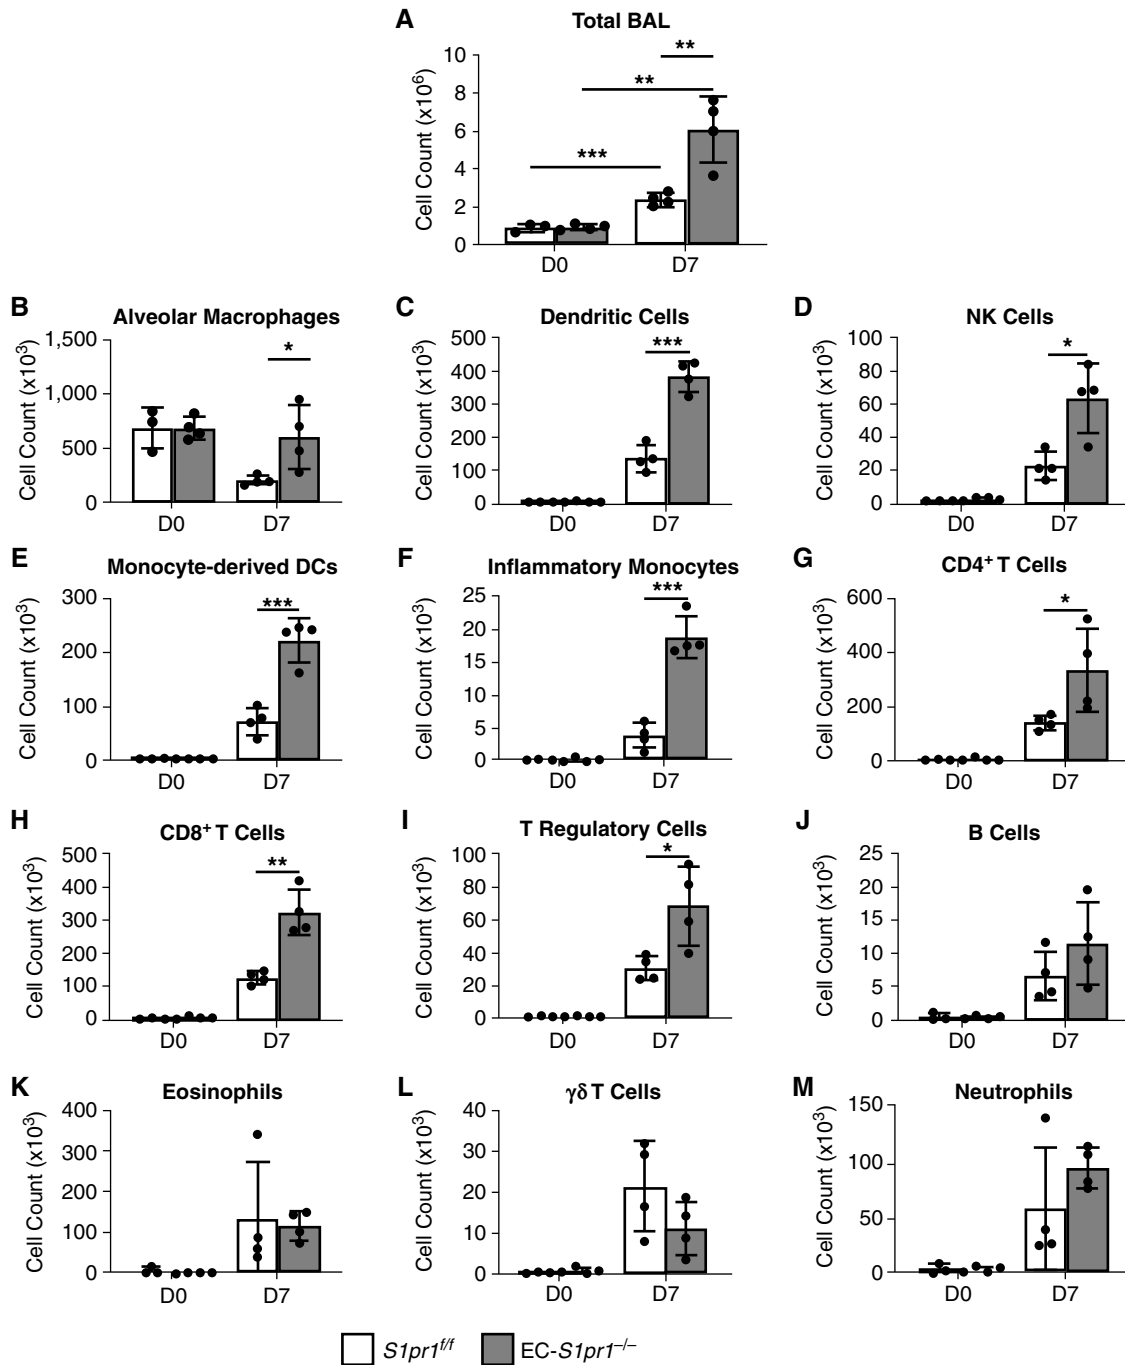 A
Total BAL
Cell Count (x10⁶)
10
8
6
4
2
0
***
**
**
D0
D7
B
Alveolar Macrophages
Cell Count (x10³)
1,500
1,000
500
0
*
D0
D7
C
Dendritic Cells
Cell Count (x10³)
500
400
300
200
100
0
***
D0
D7
D
NK Cells
Cell Count (x10³)
100
80
60
40
20
0
*
D0
D7
E
Monocyte-derived DCs
Cell Count (x10³)
300
200
100
0
***
D0
D7
F
Inflammatory Monocytes
Cell Count (x10³)
25
20
15
10
5
0
***
D0
D7
G
CD4⁺ T Cells
Cell Count (x10³)
600
400
200
0
*
D0
D7
H
CD8⁺ T Cells
Cell Count (x10³)
500
400
300
200
100
0
**
D0
D7
I
T Regulatory Cells
Cell Count (x10³)
100
80
60
40
20
0
*
D0
D7
J
B Cells
Cell Count (x10³)
25
20
15
10
5
0
D0
D7
K
Eosinophils
Cell Count (x10³)
400
300
200
100
0
D0
D7
L
γδ T Cells
Cell Count (x10³)
40
30
20
10
0
D0
D7
M
Neutrophils
Cell Count (x10³)
150
100
50
0
D0
D7
S1pr1ᶠ/ᶠ
EC-S1pr1⁻/⁻